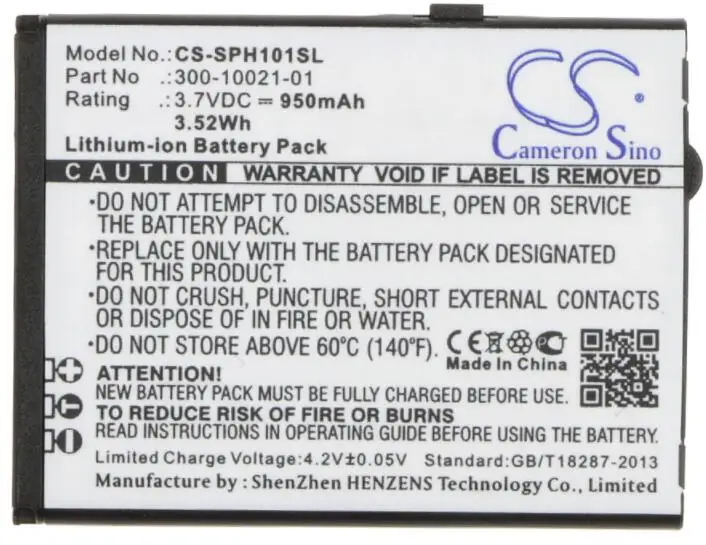 Model No.: CS-SPH101SL
Part No : 300-10021-01
Rating : 3.7VDC = 950mAh
3.52Wh
Lithium-ion Battery Pack
CS
Cameron Sino
CAUTION WARRANTY VOID IF LABEL IS REMOVED
·DO NOT ATTEMPT TO DISASSEMBLE, OPEN OR SERVICE
THE BATTERY PACK.
·REPLACE ONLY WITH THE BATTERY PACK DESIGNATED
FOR THIS PRODUCT.
·DO NOT CRUSH, PUNCTURE, SHORT EXTERNAL CONTACTS
OR DISPOSE OF IN FIRE OR WATER.
·DO NOT STORE ABOVE 60°C (140°F).
CE
Made In China
ATTENTION!
NEW BATTERY PACK MUST BE FULLY CHARGED BEFORE USE.
TO REDUCE RISK OF FIRE OR BURNS
READ INSTRUCTIONS IN OPERATING GUIDE BEFORE USING THE BATTERY.
Limited Charge Voltage:4.2V±0.05V Standard:GB/T18287-2013
Manufacture by : ShenZhen HENZENS Technology Co., Limited.